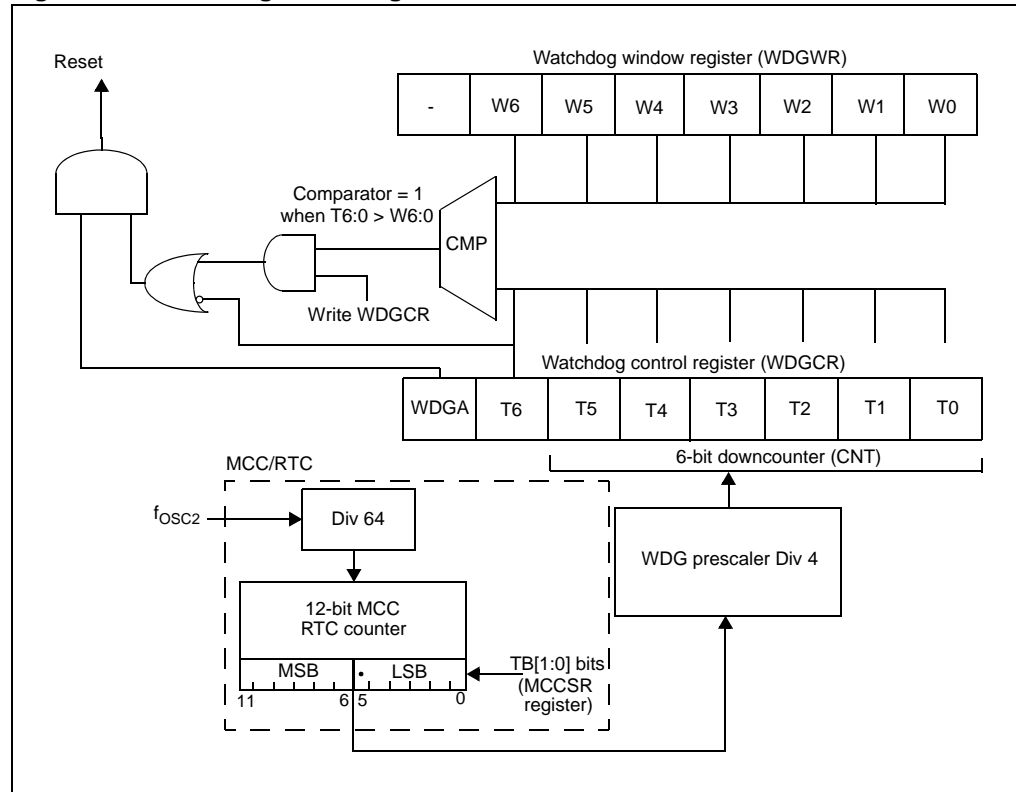 Reset
Watchdog window register (WDGWR)
- W6 W5 W4 W3 W2 W1 W0
Comparator = 1
when T6:0 > W6:0
CMP
Write WDGCR
Watchdog control register (WDGCR)
WDGA T6 T5 T4 T3 T2 T1 T0
6-bit downcounter (CNT)
MCC/RTC
fOSC2
Div 64
WDG prescaler Div 4
12-bit MCC
RTC counter
MSB LSB
11 6 5 0
TB[1:0] bits
(MCCSR
register)